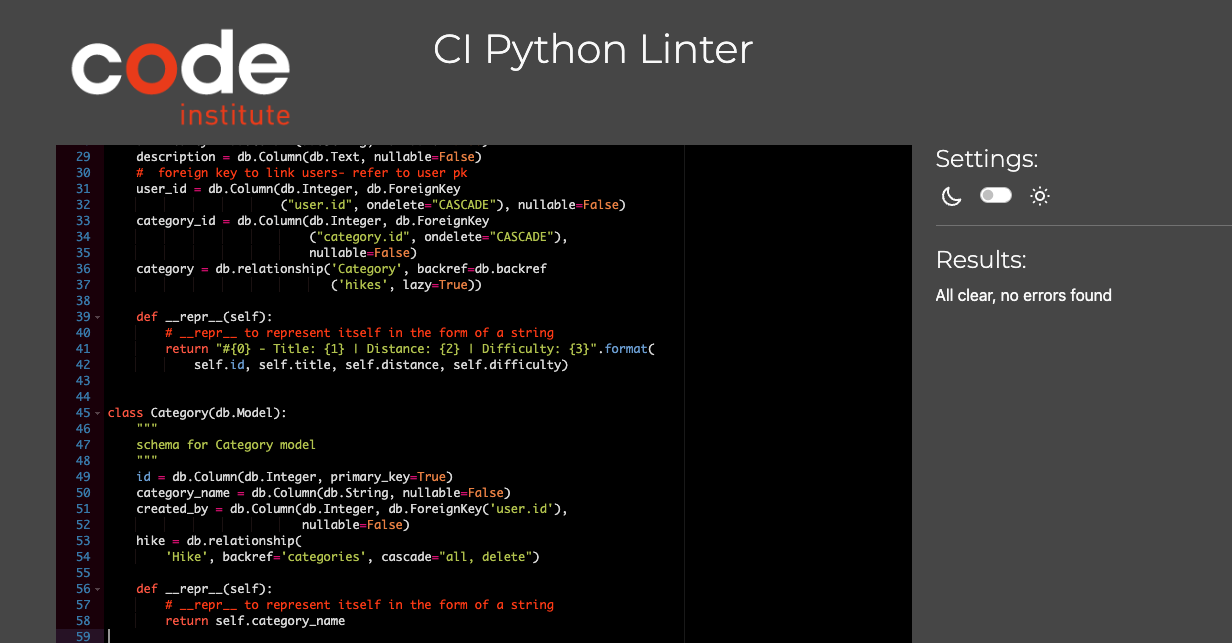 code
institute
CI Python Linter
29 description = db.Column(db.Text, nullable=False)
30 #  foreign key to link users- refer to user pk
31 user_id = db.Column(db.Integer, db.ForeignKey
32 ("user.id", ondelete="CASCADE"), nullable=False)
33 category_id = db.Column(db.Integer, db.ForeignKey
34 ("category.id", ondelete="CASCADE"),
35 nullable=False)
36 category = db.relationship('Category', backref=db.backref
37 ('hikes', lazy=True))
38
39 def __repr__(self):
40 # __repr__ to represent itself in the form of a string
41 return "#{0} - Title: {1} | Distance: {2} | Difficulty: {3}".format(
42 self.id, self.title, self.distance, self.difficulty)
43
44
45 class Category(db.Model):
46 """
47 schema for Category model
48 """
49 id = db.Column(db.Integer, primary_key=True)
50 category_name = db.Column(db.String, nullable=False)
51 created_by = db.Column(db.Integer, db.ForeignKey('user.id'),
52 nullable=False)
53 hike = db.relationship(
54 'Hike', backref='categories', cascade="all, delete")
55
56 def __repr__(self):
57 # __repr__ to represent itself in the form of a string
58 return self.category_name
59
Settings:
Results:
All clear, no errors found